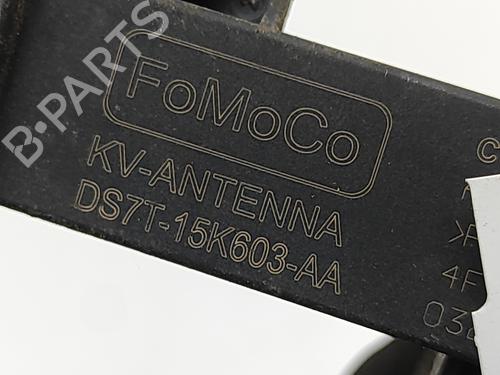 FoMoCo
KV-ANTENNA
DS7T-15K603-AA
B-PARTS